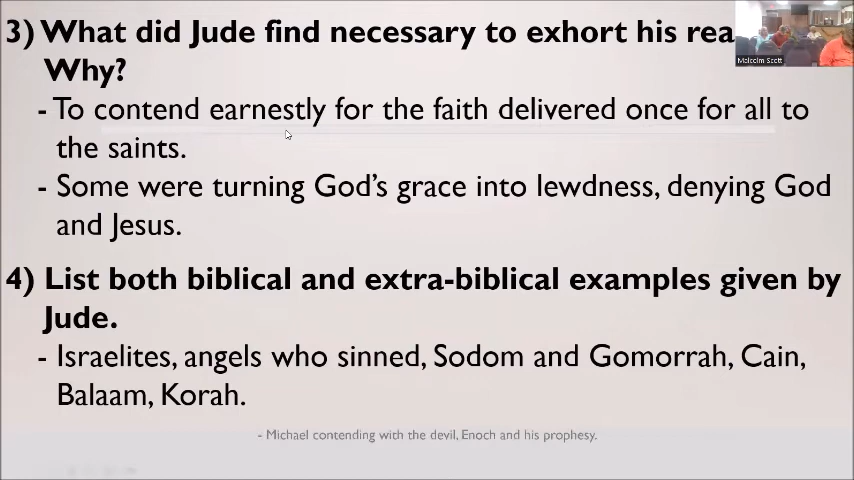 3) What did Jude find necessary to exhort his rea
Why?
- To contend earnestly for the faith delivered once for all to
the saints.
- Some were turning God's grace into lewdness, denying God
and Jesus.
4) List both biblical and extra-biblical examples given by
Jude.
- Israelites, angels who sinned, Sodom and Gomorrah, Cain,
Balaam, Korah.
- Michael contending with the devil, Enoch and his prophesy.
Malcolm Scott